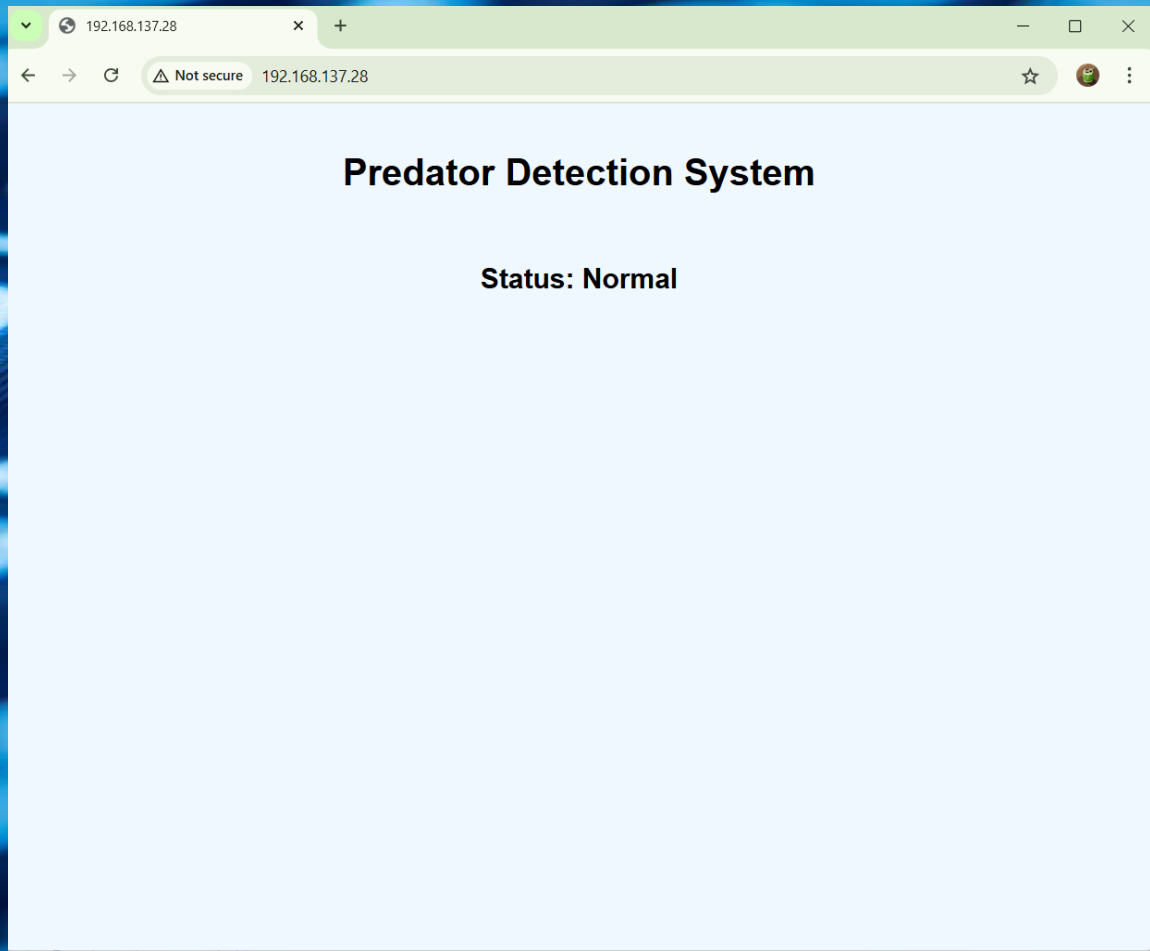 192.168.137.28
Not secure 192.168.137.28
Predator Detection System
Status: Normal